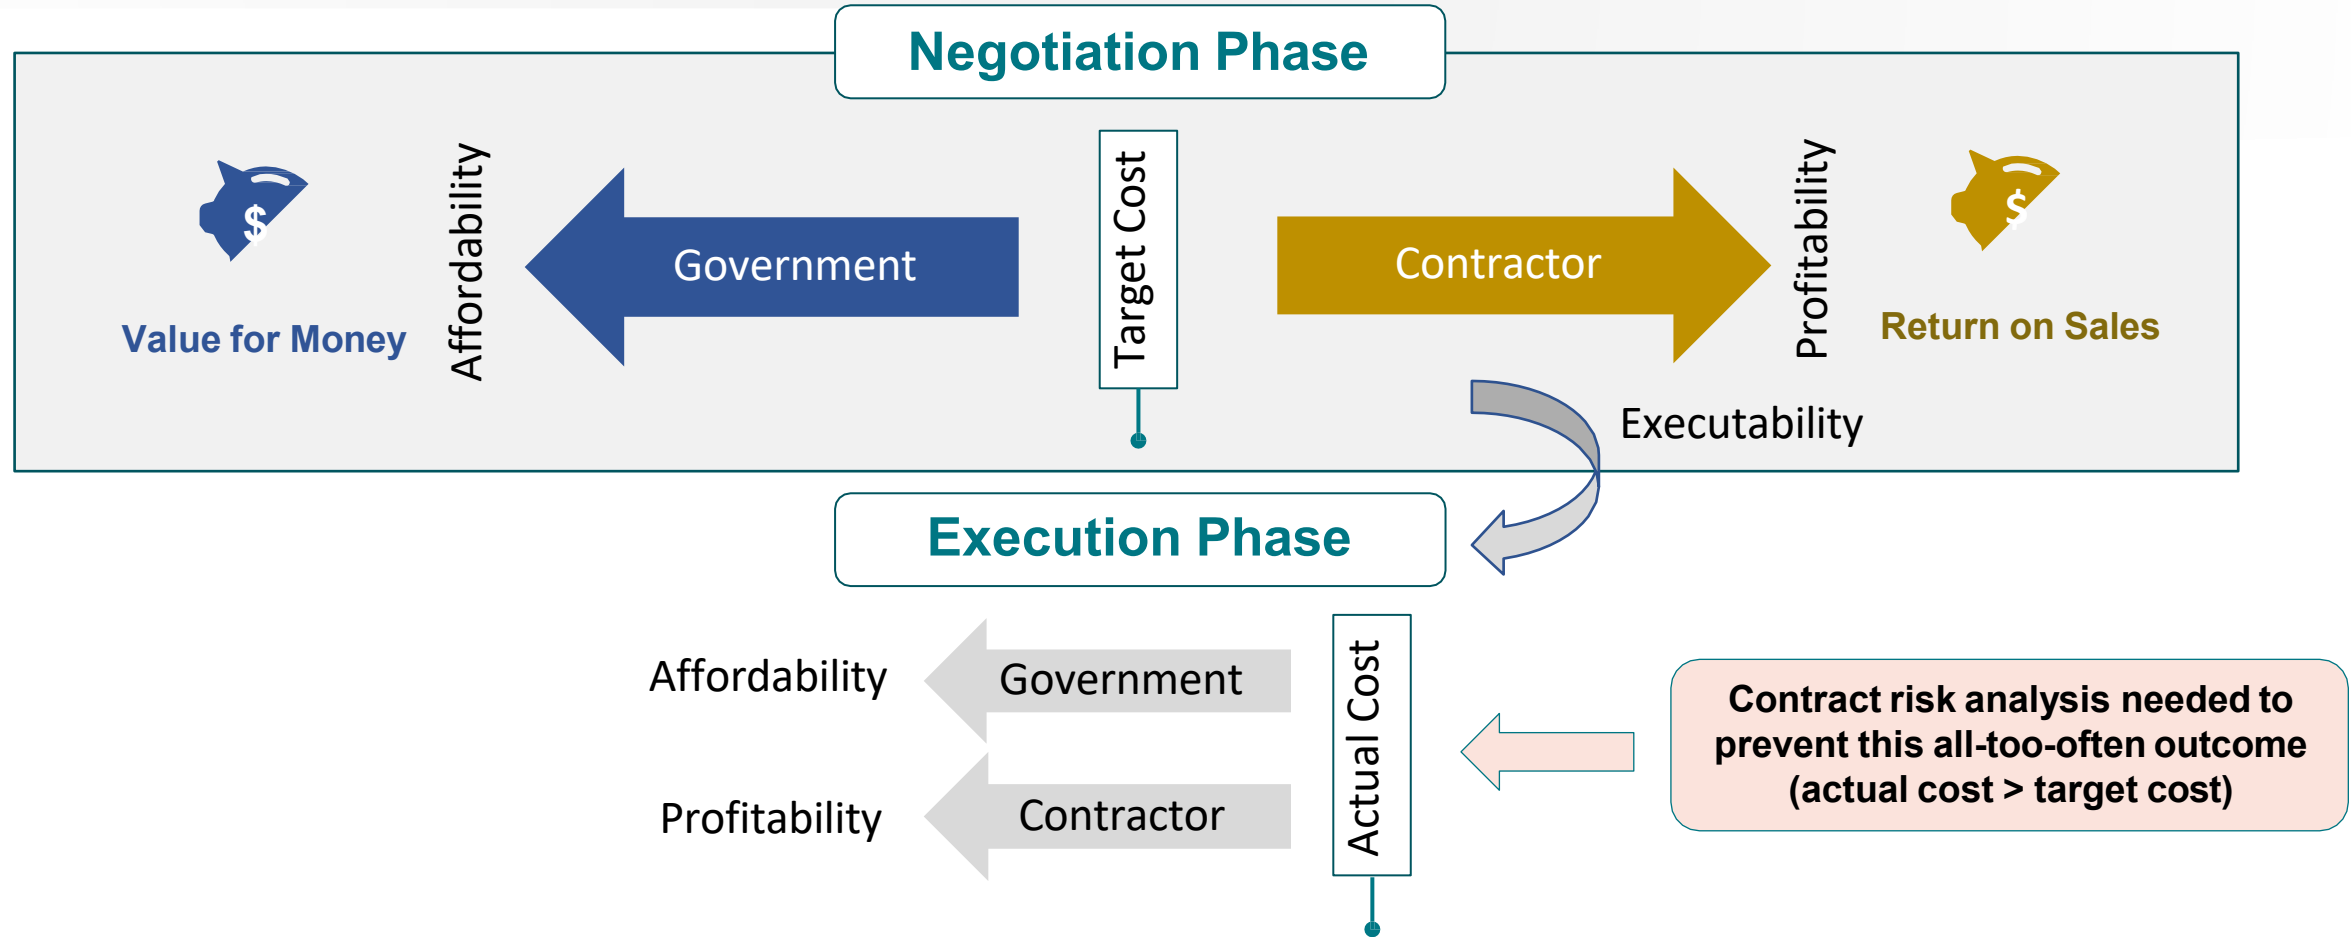 Negotiation Phase
$
Value for Money
Affordability
Government
Target Cost
Contractor
Profitability
$
Return on Sales
Executability
Execution Phase
Affordability
Government
Profitability
Contractor
Actual Cost
Contract risk analysis needed to
prevent this all-too-often outcome
(actual cost > target cost)